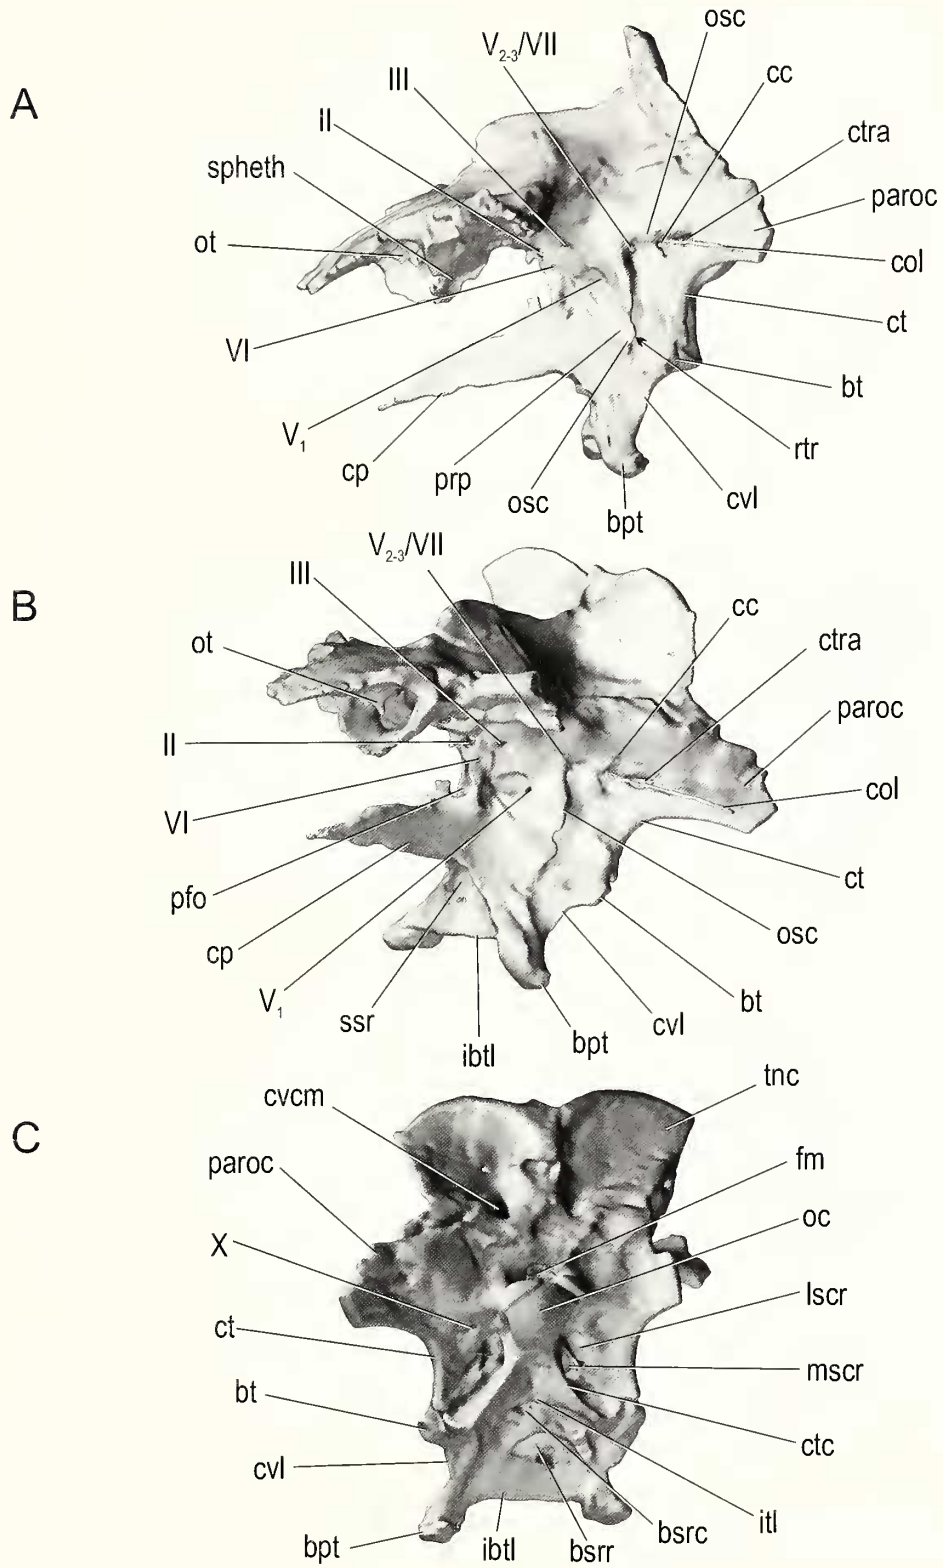 A
osc
V2-3/VII
cc
III
ctra
II
spheth
paroc
ot
col
ct
VI
bt
V1
rtr
cp
prp
cvl
osc
bpt
B
V2-3/VII
III
cc
ot
ctra
paroc
II
col
VI
ct
pfo
osc
cp
bt
V1
ssr
cvl
bpt
ibtl
C
tnc
cvcm
fm
paroc
oc
X
lscr
ct
mscr
bt
ctc
cvl
itl
bsrc
bpt
ibtl
bsrr